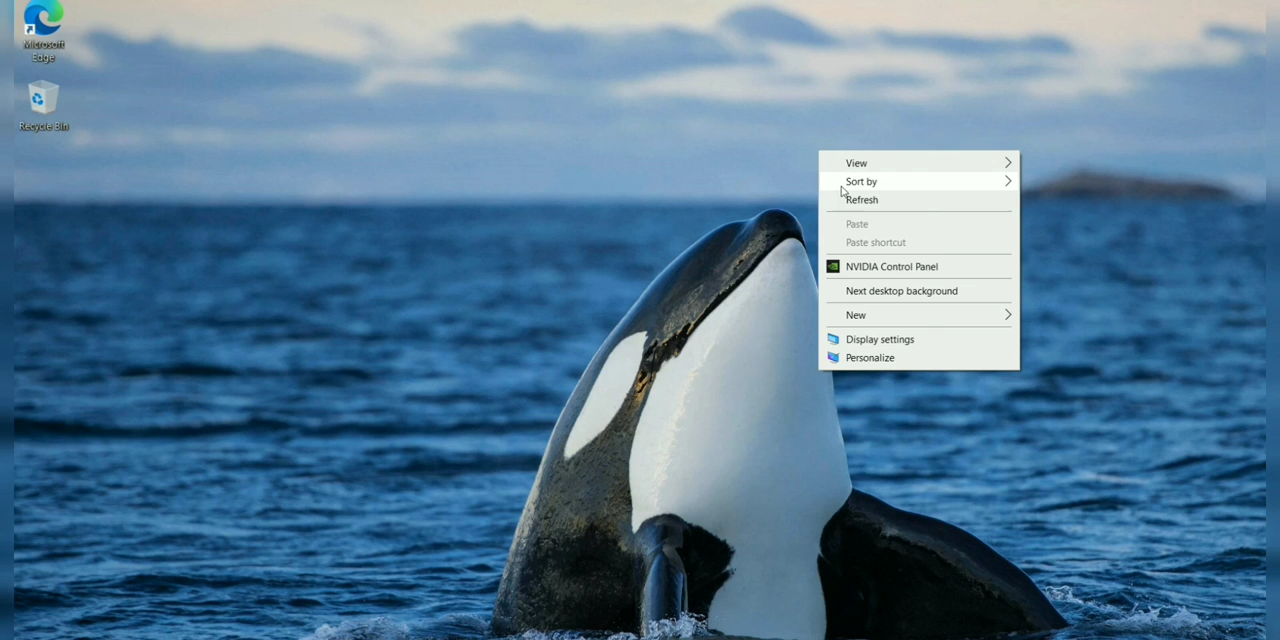 Microsoft
Edge
Recycle Bin
View
Sort by
Refresh
Paste
Paste shortcut
NVIDIA Control Panel
Next desktop background
New
Display settings
Personalize